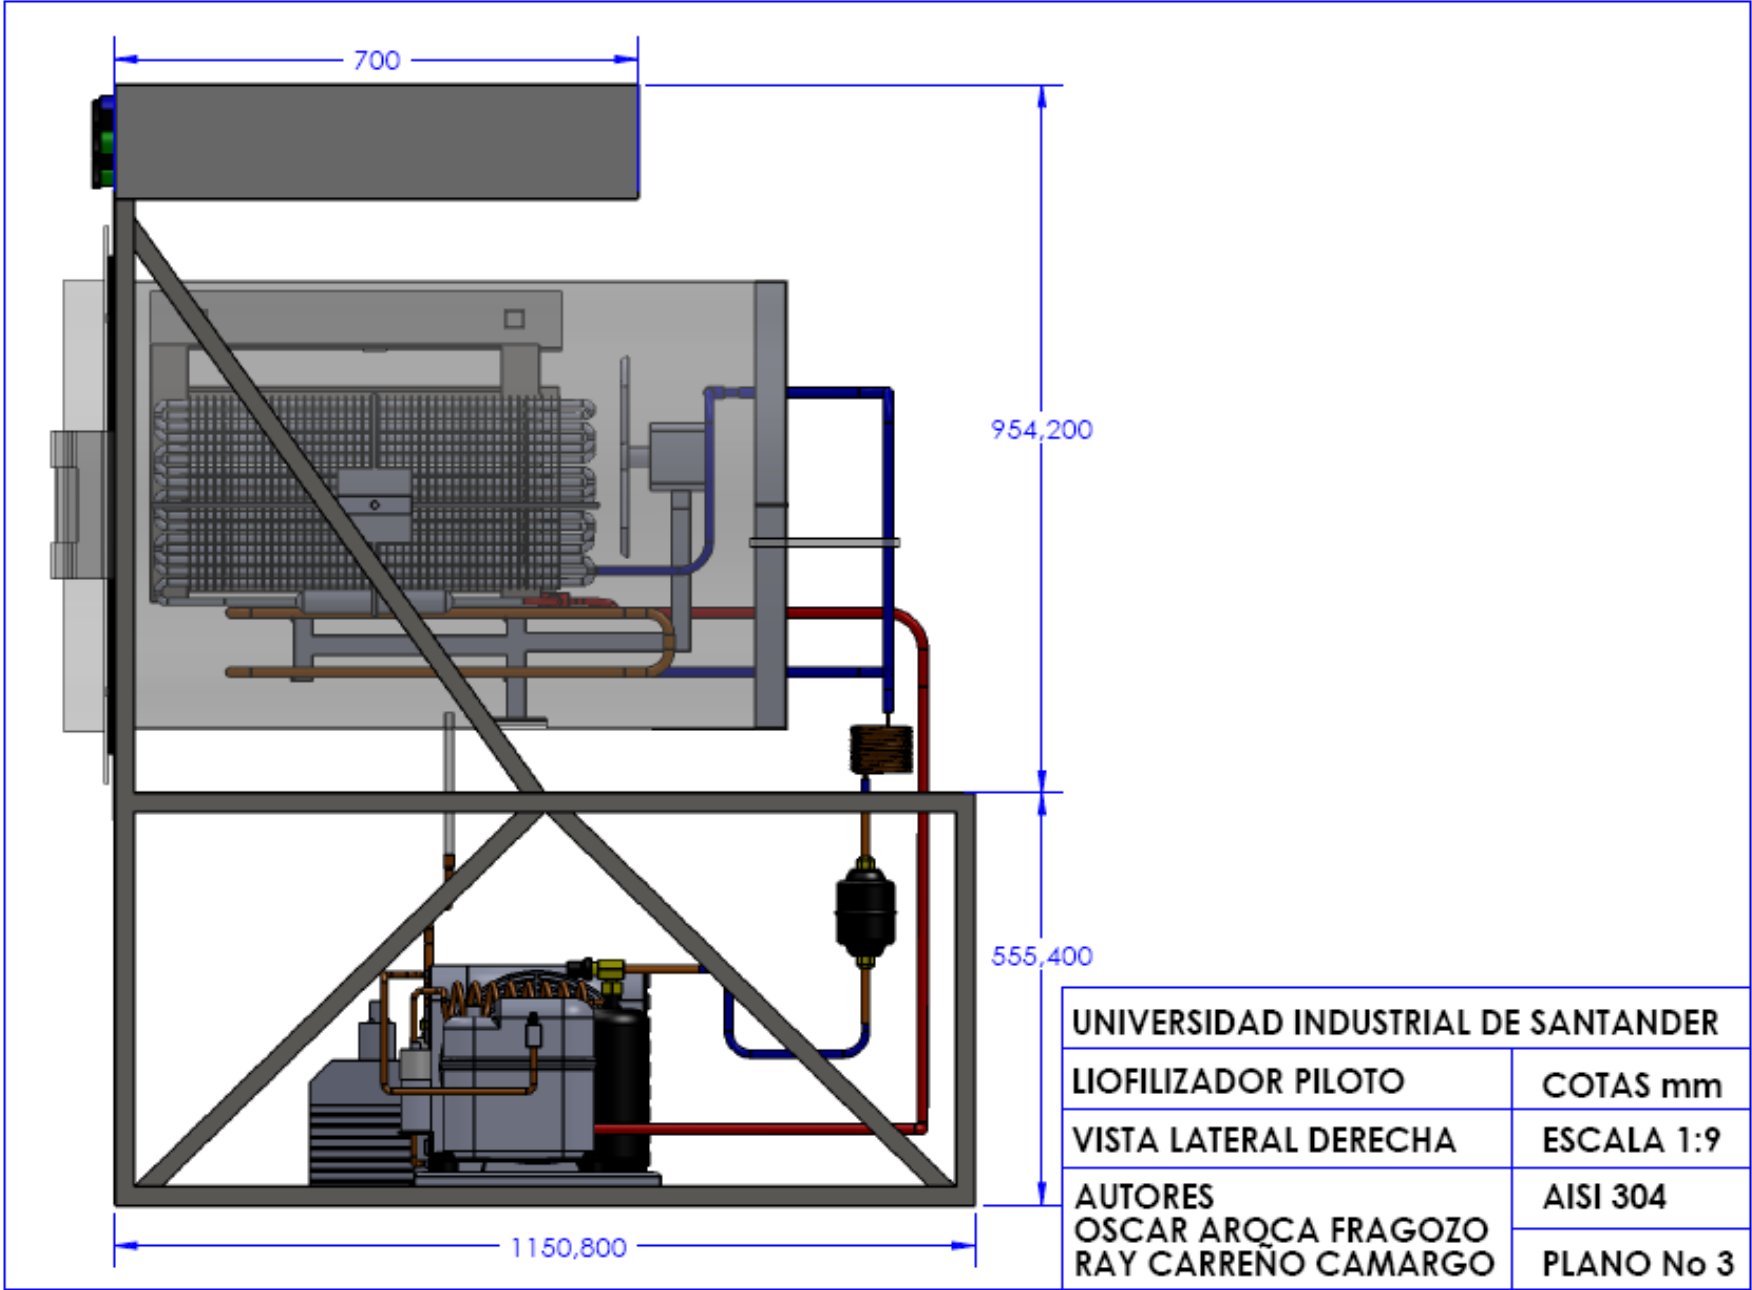 700
954,200
555,400
1150,800
UNIVERSIDAD INDUSTRIAL DE SANTANDER
LIOFILIZADOR PILOTO
COTAS mm
VISTA LATERAL DERECHA
ESCALA 1:9
AUTORES
OSCAR AROCA FRAGOZO
RAY CARREÑO CAMARGO
AISI 304
PLANO No 3